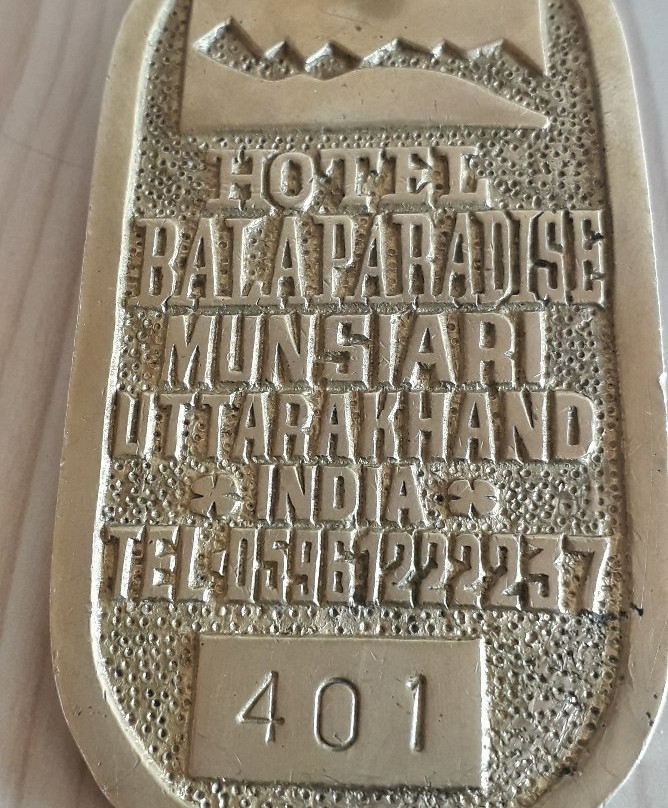 HOTEL
BALAPARADISE
MUNSIARI
UTTARAKHAND
INDIA
TEL-05961222237
401